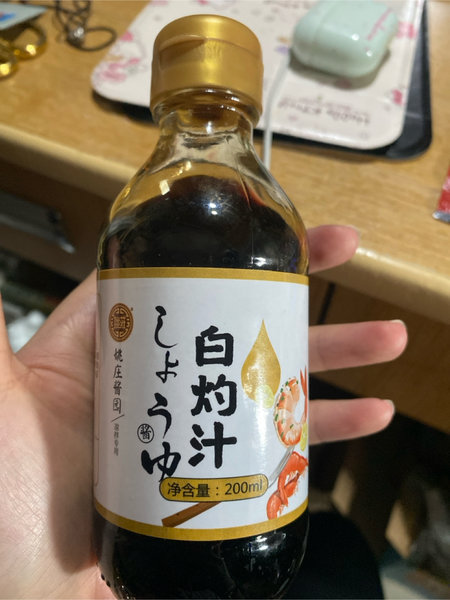 姚庄酱园
白灼汁
しょうゆ
酱
净含量：200ml